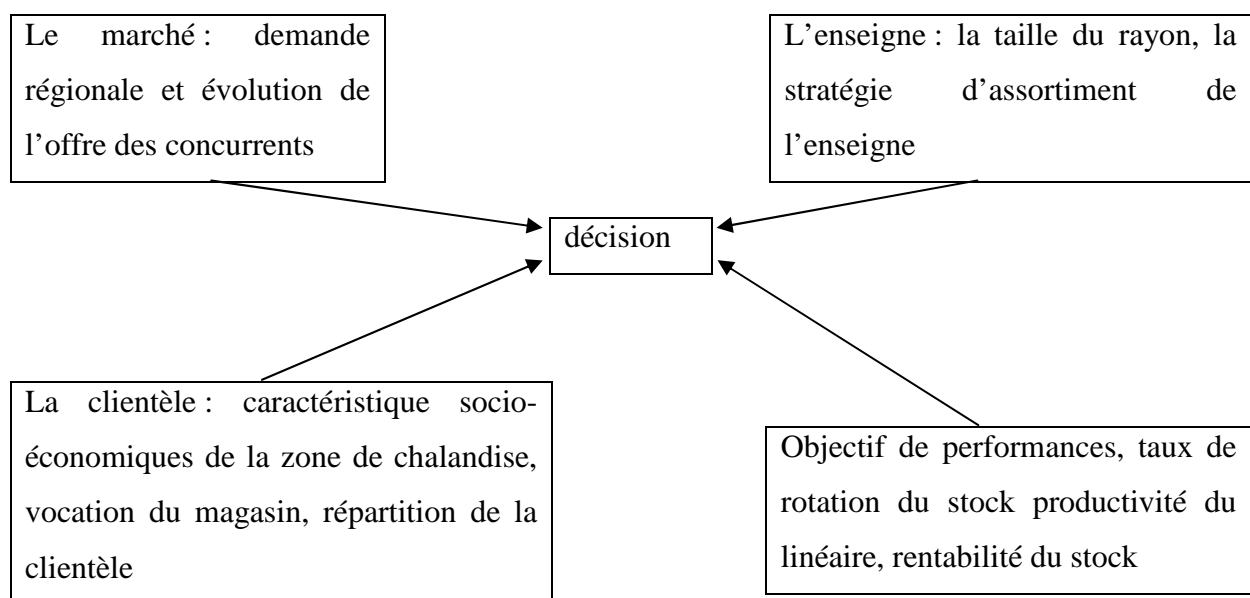 Le marché : demande
régionale et évolution de
l’offre des concurrents
L’enseigne : la taille du rayon, la
stratégie d’assortiment de
l’enseigne
décision
La clientèle : caractéristique socio-
économiques de la zone de chalandise,
vocation du magasin, répartition de la
clientèle
Objectif de performances, taux de
rotation du stock productivité du
linéaire, rentabilité du stock